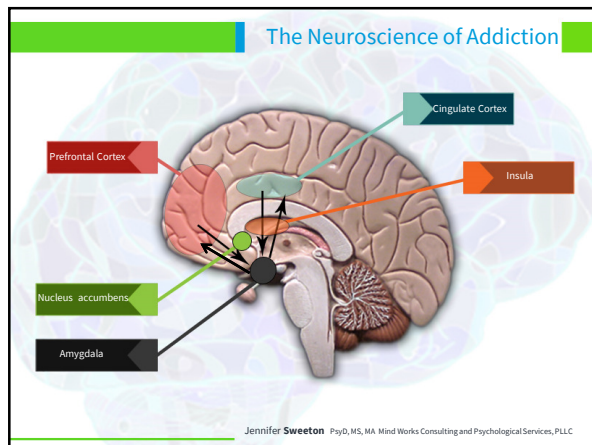 The Neuroscience of Addiction
Cingulate Cortex
Prefrontal Cortex
Insula
Nucleus accumbens
Amygdala
Jennifer Sweeton PsyD, MS, MA Mind Works Consulting and Psychological Services, PLLC